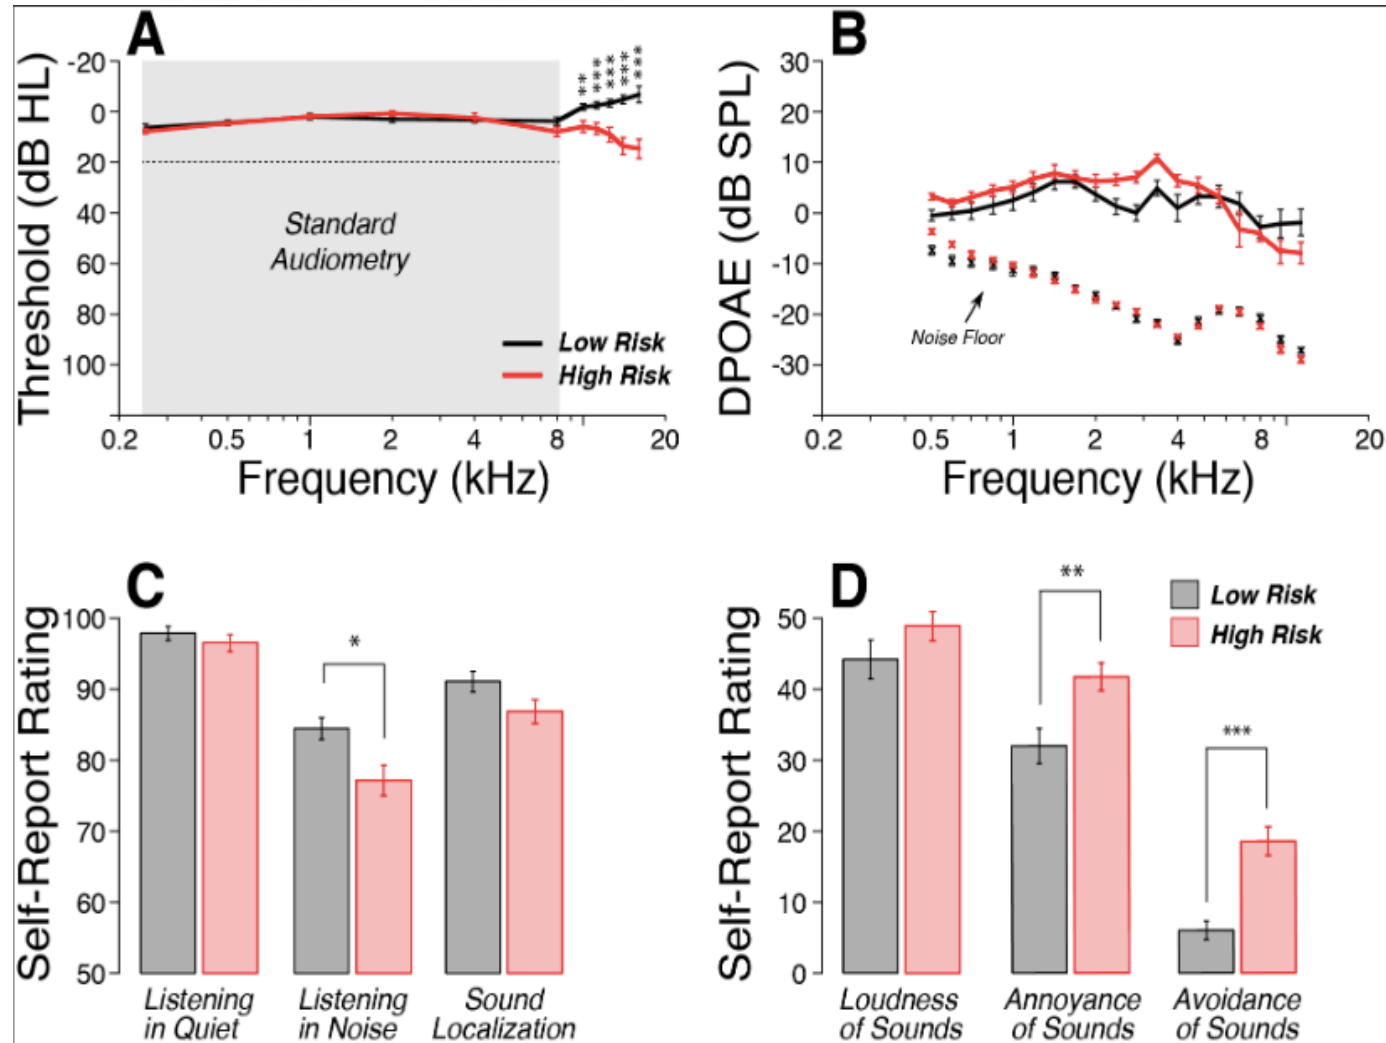 A
Threshold (dB HL)
-20
0
20
40
60
80
100
** *** *** *** ***
Standard
Audiometry
Low Risk
High Risk
0.2 0.5 1 2 4 8 20
Frequency (kHz)
B
DPOAE (dB SPL)
30
20
10
0
-10
-20
-30
Noise Floor
0.2 0.5 1 2 4 8 20
Frequency (kHz)
C
Self-Report Rating
100
90
80
70
60
50
*
Listening
in Quiet
Listening
in Noise
Sound
Localization
D
Self-Report Rating
50
40
30
20
10
0
**
***
Low Risk
High Risk
Loudness
of Sounds
Annoyance
of Sounds
Avoidance
of Sounds